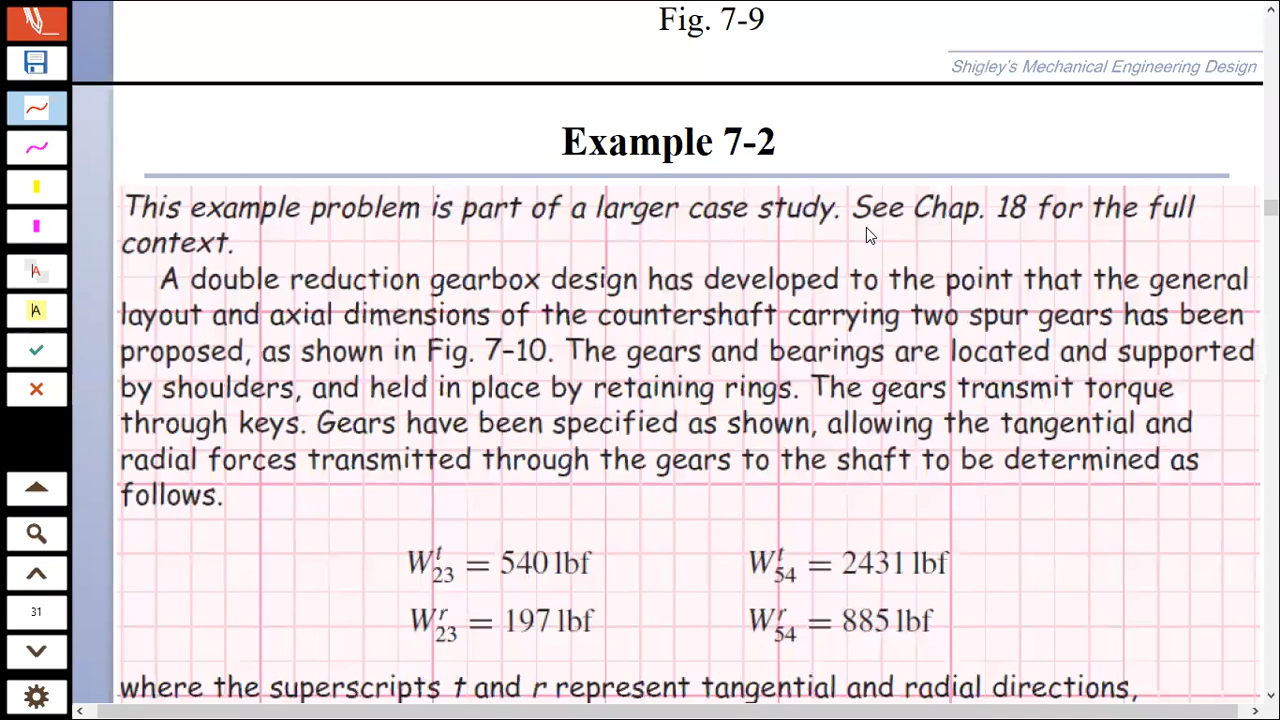 Fig. 7-9
Shigley's Mechanical Engineering Design
Example 7-2
This example problem is part of a larger case study. See Chap. 18 for the full
context.
A double reduction gearbox design has developed to the point that the general
layout and axial dimensions of the countershaft carrying two spur gears has been
proposed, as shown in Fig. 7–10. The gears and bearings are located and supported
by shoulders, and held in place by retaining rings. The gears transmit torque
through keys. Gears have been specified as shown, allowing the tangential and
radial forces transmitted through the gears to the shaft to be determined as
follows.
W^t_23 = 540 lbf W^t_54 = 2431 lbf
W^r_23 = 197 lbf W^r_54 = 885 lbf
where the superscripts t and r represent tangential and radial directions,
A
A
31